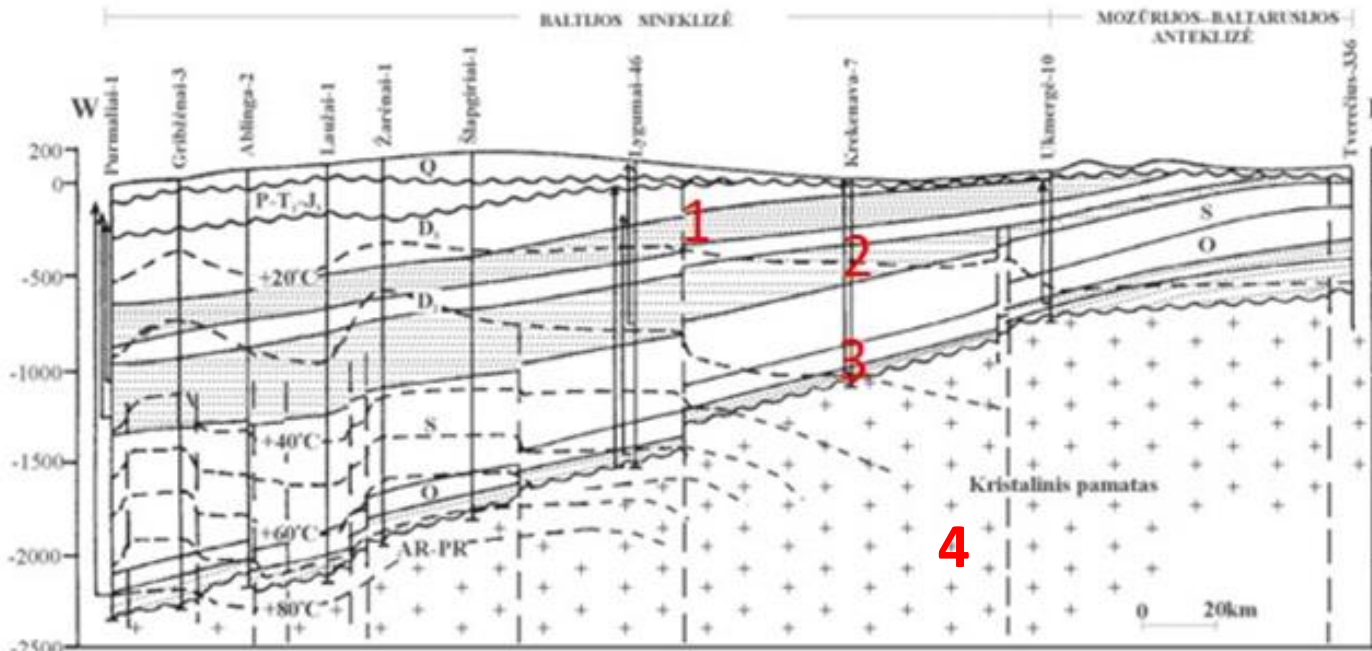 BALTIJOS SINEKLIZĖ
MOZŪRIJOS–BALTARUSIJOS
ANTEKLIZĖ
W
Purmaliai-1
Gribžėnai-3
Ablinga-2
Laužai-1
Žarėnai-1
Šlapgiriai-1
Lygumai-46
Krekenava-7
Ukmergė-10
Tverečius-336
200
0
-500
-1000
-1500
-2000
-2500
Q
D₃
+20°C
D₂
+40°C
S
O
+60°C
AR-PR
+80°C
S
O
1
2
3
4
Kristalinis pamatas
0 20km